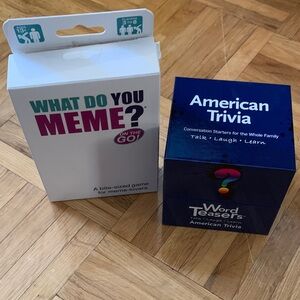 WHAT DO YOU
MEME?
ON THE
GO!
A bite-sized game
for meme-lovers
American
Trivia
Conversation Starters for the Whole Family
Talk • Laugh • Learn
Word
Teasers
American Trivia